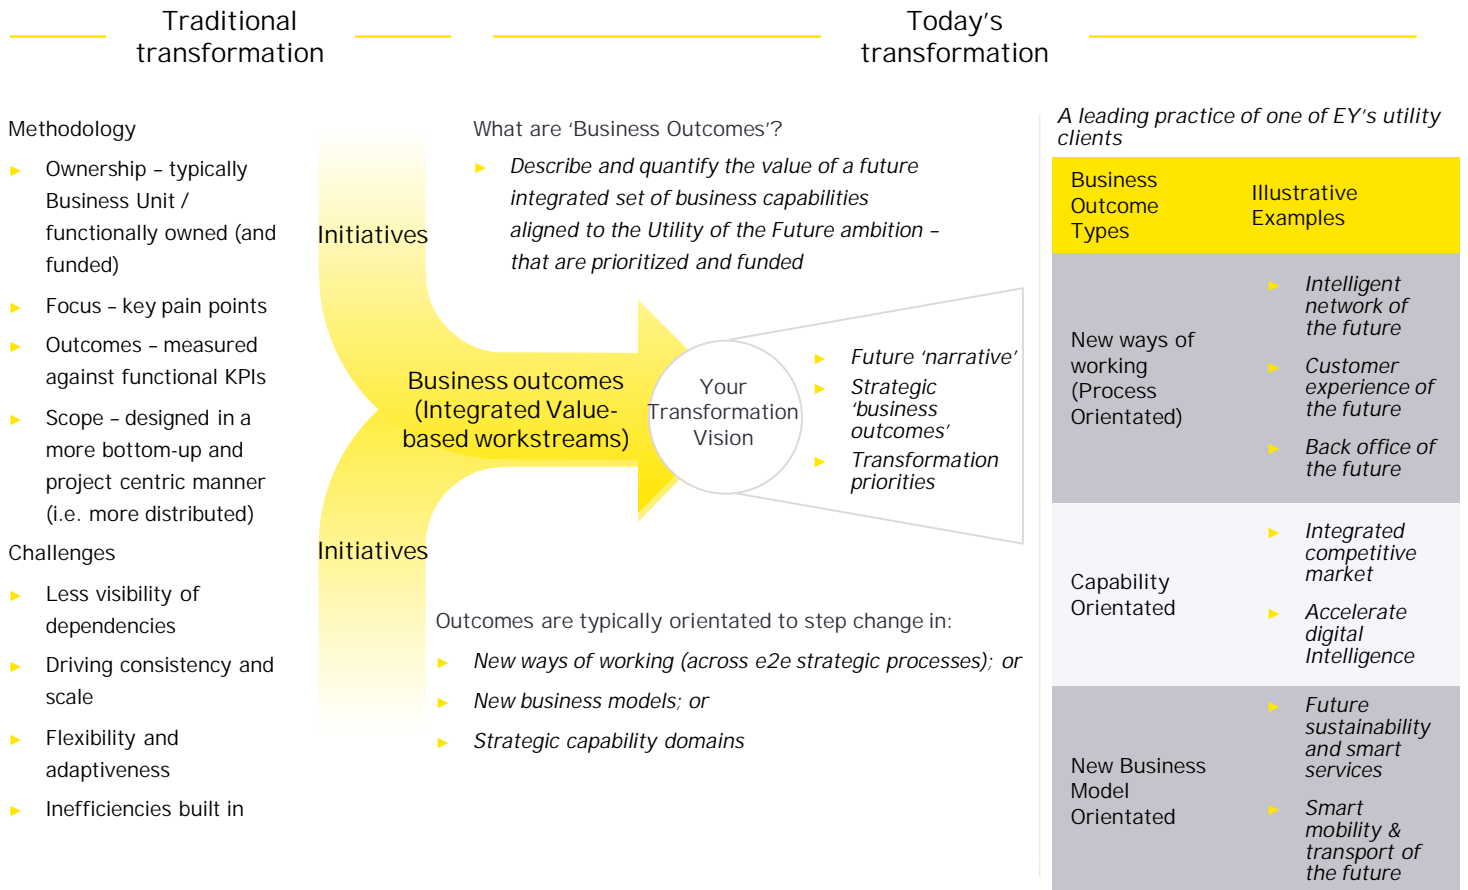 Traditional
transformation
Today's
transformation
Methodology
► Ownership – typically
Business Unit /
functionally owned (and
funded)
► Focus – key pain points
► Outcomes – measured
against functional KPIs
► Scope – designed in a
more bottom-up and
project centric manner
(i.e. more distributed)
Challenges
► Less visibility of
dependencies
► Driving consistency and
scale
► Flexibility and
adaptiveness
► Inefficiencies built in
Initiatives
Initiatives
Business outcomes
(Integrated Value-
based workstreams)
What are ‘Business Outcomes’?
► Describe and quantify the value of a future
integrated set of business capabilities
aligned to the Utility of the Future ambition –
that are prioritized and funded
Your
Transformation
Vision
► Future ‘narrative’
► Strategic
‘business
outcomes’
► Transformation
priorities
Outcomes are typically orientated to step change in:
► New ways of working (across e2e strategic processes); or
► New business models; or
► Strategic capability domains
A leading practice of one of EY's utility
clients
Business
Outcome
Types
Illustrative
Examples
New ways of
working
(Process
Orientated)
► Intelligent
network of
the future
► Customer
experience of
the future
► Back office of
the future
Capability
Orientated
► Integrated
competitive
market
► Accelerate
digital
Intelligence
New Business
Model
Orientated
► Future
sustainability
and smart
services
► Smart
mobility &
transport of
the future